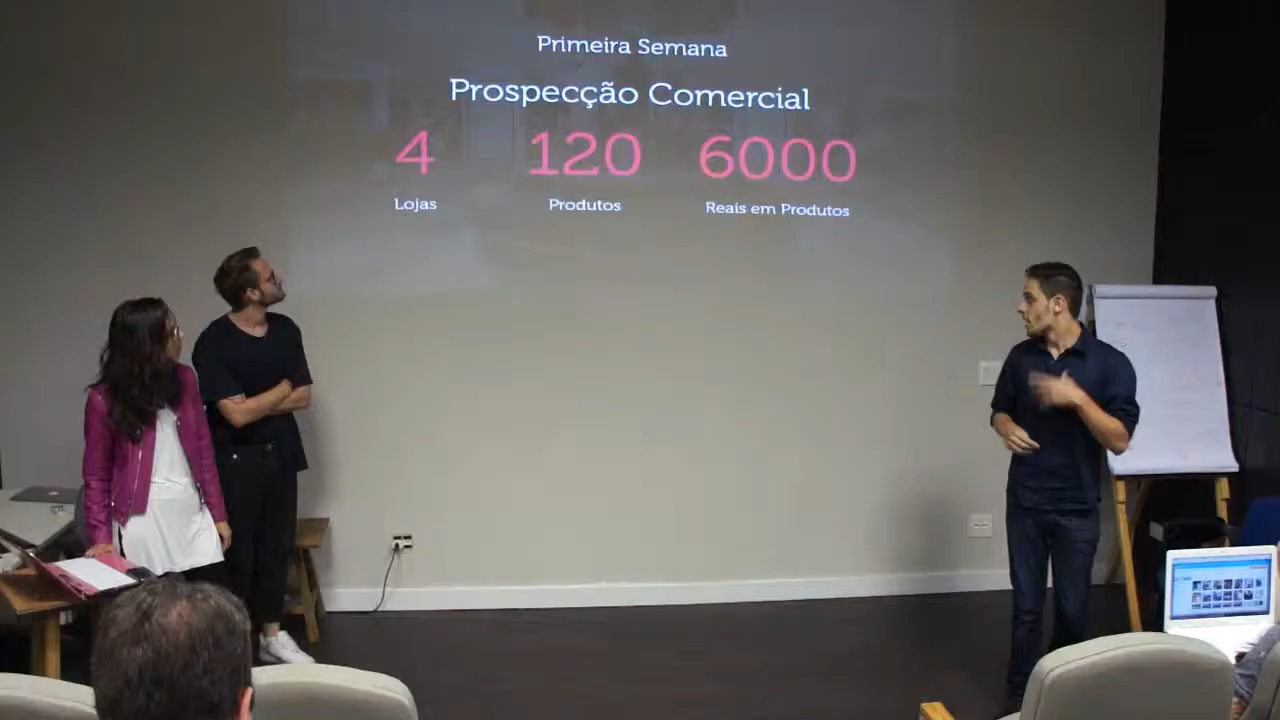 Primeira Semana
Prospecção Comercial
4 120 6000
Lojas Produtos Reais em Produtos